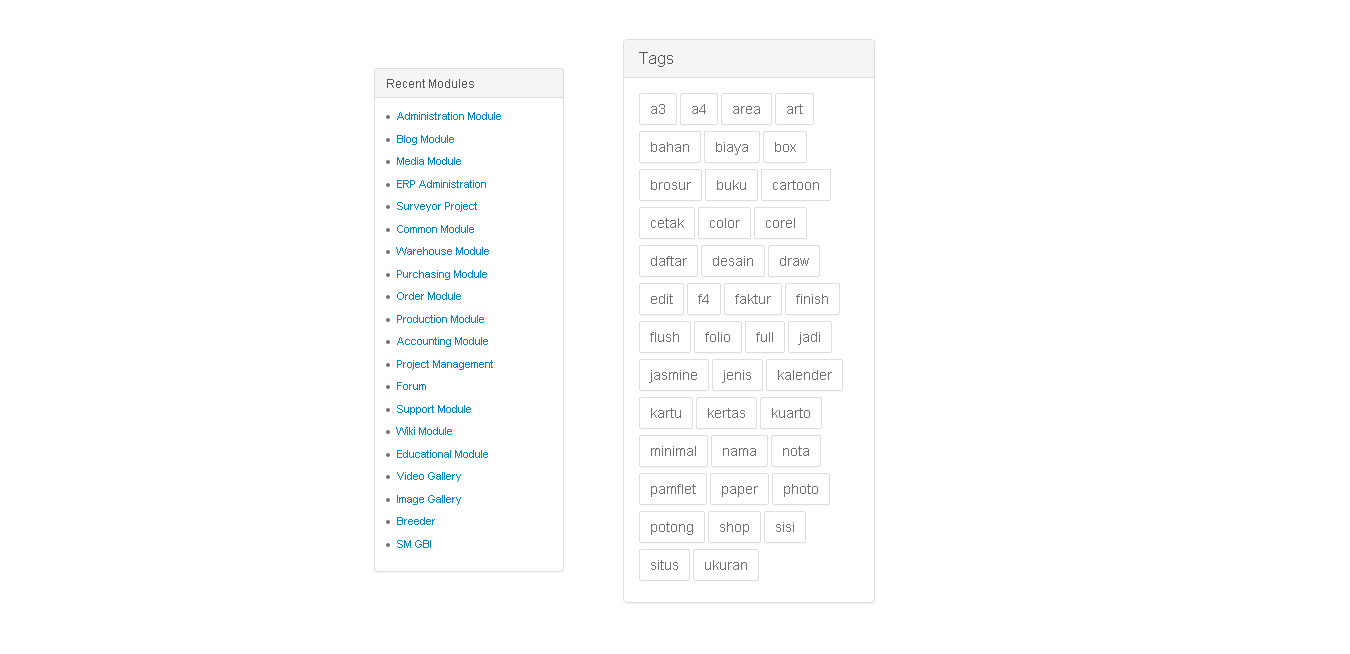 Recent Modules
Administration Module
Blog Module
Media Module
ERP Administration
Surveyor Project
Common Module
Warehouse Module
Purchasing Module
Order Module
Production Module
Accounting Module
Project Management
Forum
Support Module
Wiki Module
Educational Module
Video Gallery
Image Gallery
Breeder
SM GBI
Tags
a3 a4 area art
bahan biaya box
brosur buku cartoon
cetak color corel
daftar desain draw
edit f4 faktur finish
flush folio full jadi
jasmine jenis kalender
kartu kertas kuarto
minimal nama nota
pamflet paper photo
potong shop sisi
situs ukuran